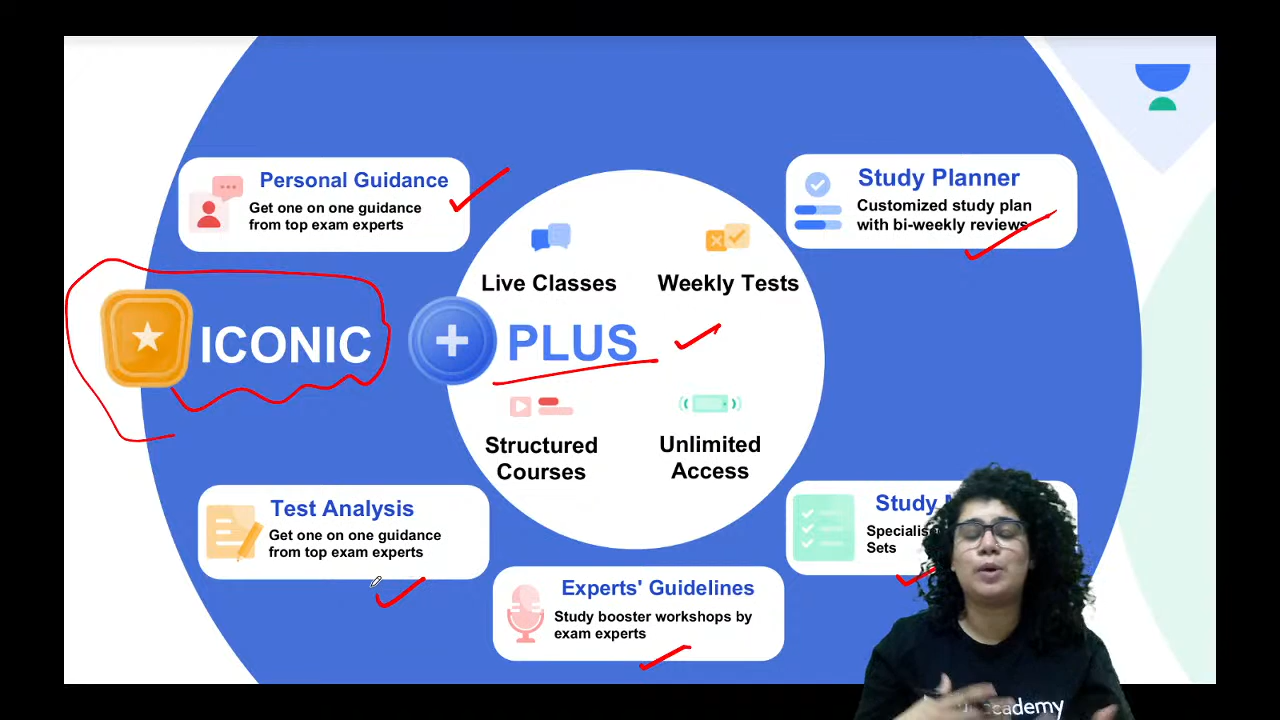 Personal Guidance
Get one on one guidance
from top exam experts
Study Planner
Customized study plan
with bi-weekly reviews
Live Classes
Weekly Tests
ICONIC
PLUS
Structured
Courses
Unlimited
Access
Test Analysis
Get one on one guidance
from top exam experts
Study
Sets
Experts' Guidelines
Study booster workshops by
exam experts